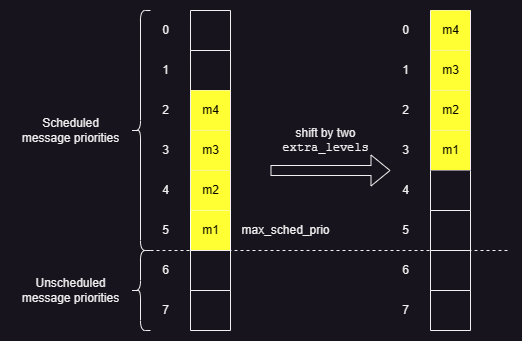 Scheduled
message priorities
Unscheduled
message priorities
0
1
2
3
4
5
6
7
m4
m3
m2
m1
max_sched_prio
shift by two
extra_levels
0
1
2
3
4
5
6
7
m4
m3
m2
m1